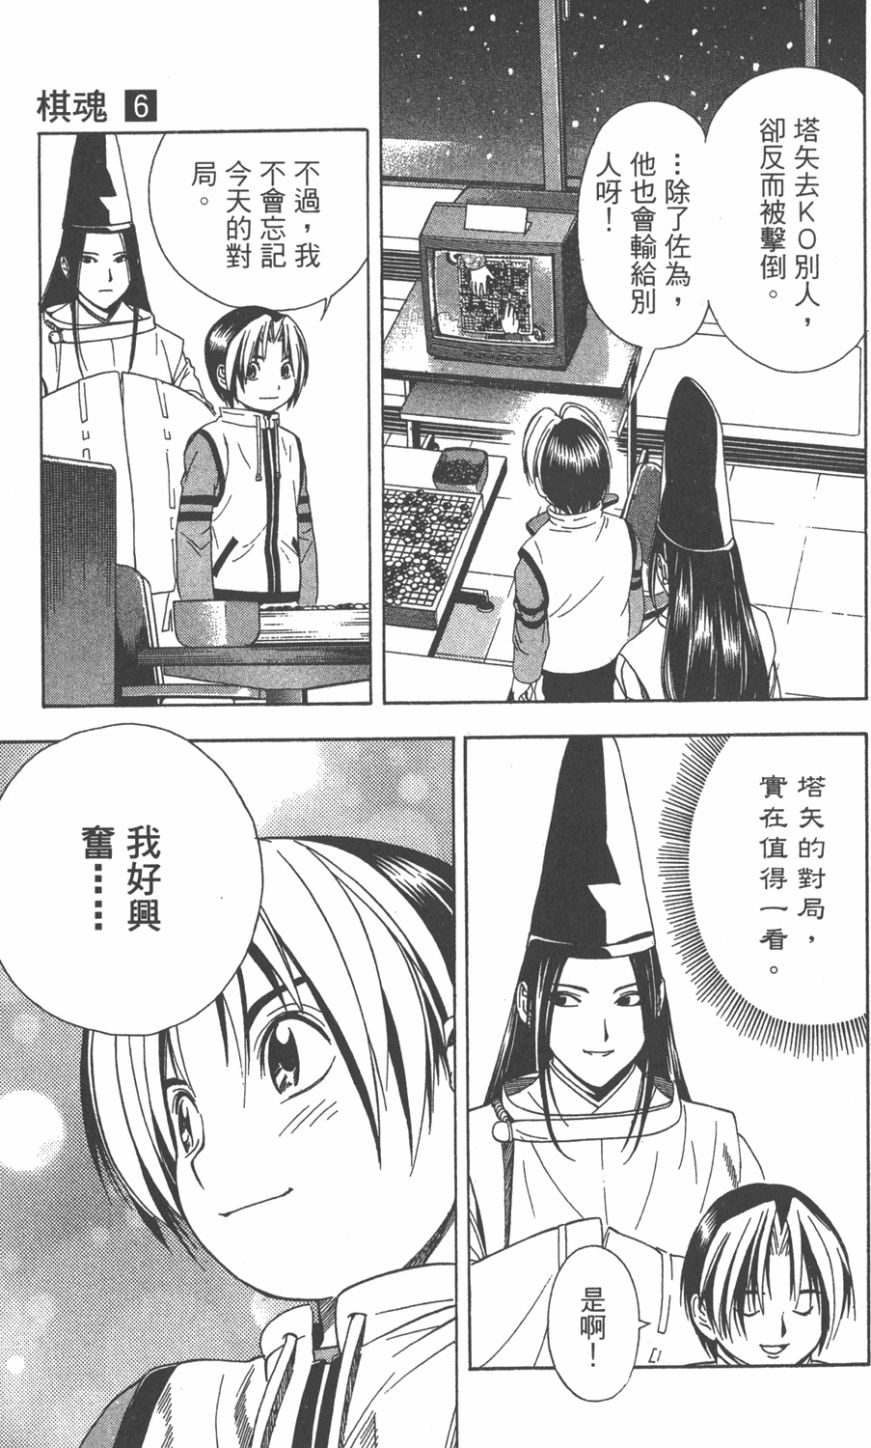 棋魂 6
塔矢去KO別人，
卻反而被擊倒。
…除了佐為，
他也會輸給別
人呀！
不過，我
不會忘記
今天的對
局。
塔矢的對局，
實在值得一看。
是啊！
我好興
奮……